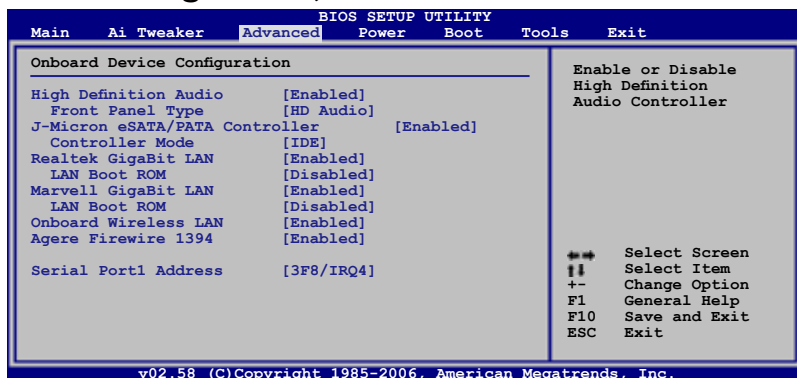 BIOS SETUP UTILITY
Main Ai Tweaker Advanced Power Boot Tools Exit
Onboard Device Configuration
High Definition Audio [Enabled]
Front Panel Type [HD Audio]
J-Micron eSATA/PATA Controller [Enabled]
Controller Mode [IDE]
Realtek GigaBit LAN [Enabled]
LAN Boot ROM [Disabled]
Marvell GigaBit LAN [Enabled]
LAN Boot ROM [Disabled]
Onboard Wireless LAN [Enabled]
Agere Firewire 1394 [Enabled]
Serial Port1 Address [3F8/IRQ4]
Enable or Disable
High Definition
Audio Controller
←→ Select Screen
↑↓ Select Item
+- Change Option
F1 General Help
F10 Save and Exit
ESC Exit
v02.58 (C)Copyright 1985-2006, American Megatrends, Inc.